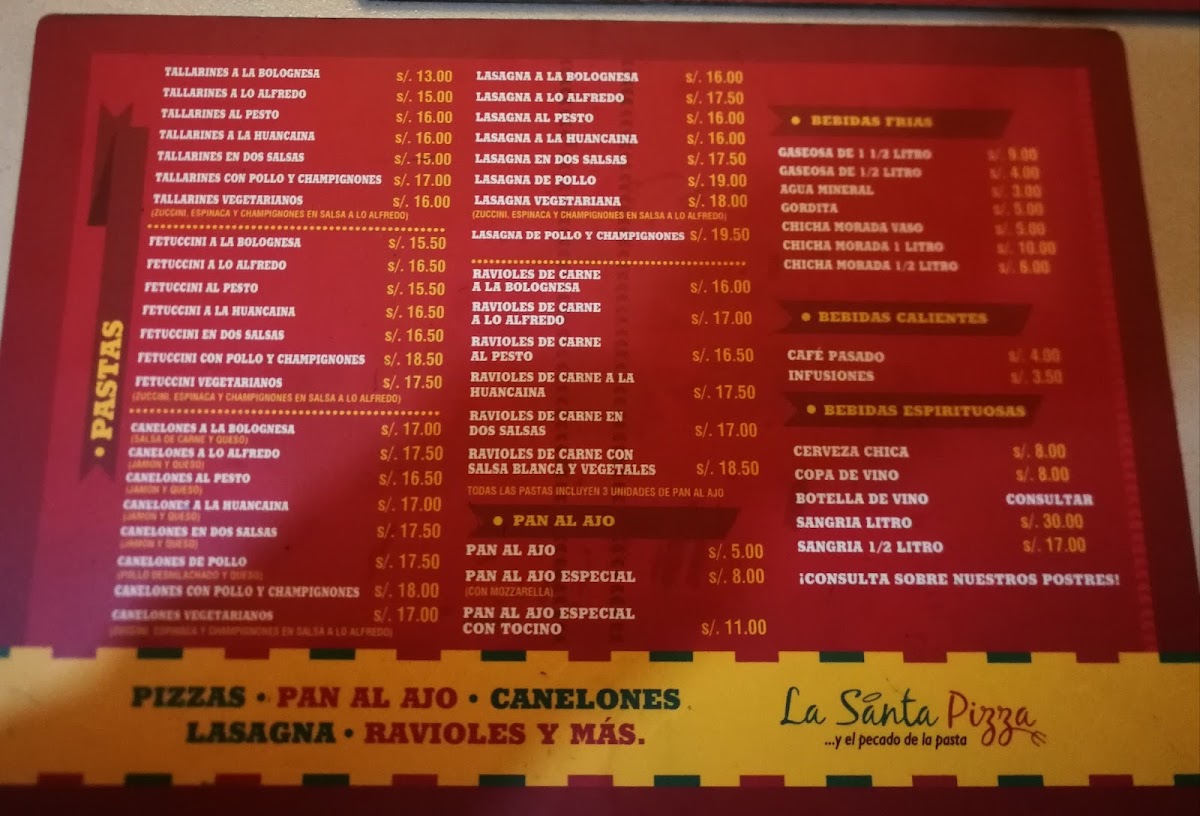 PASTAS
TALLARINES A LA BOLOGNESA S/. 13.00
TALLARINES A LO ALFREDO S/. 15.00
TALLARINES AL PESTO S/. 16.00
TALLARINES A LA HUANCAINA S/. 16.00
TALLARINES EN DOS SALSAS S/. 15.00
TALLARINES CON POLLO Y CHAMPIGNONES S/. 17.00
TALLARINES VEGETARIANOS S/. 16.00
(ZUCCINI, ESPINACA Y CHAMPIGNONES EN SALSA A LO ALFREDO)
FETUCCINI A LA BOLOGNESA S/. 15.50
FETUCCINI A LO ALFREDO S/. 16.50
FETUCCINI AL PESTO S/. 15.50
FETUCCINI A LA HUANCAINA S/. 16.50
FETUCCINI EN DOS SALSAS S/. 16.50
FETUCCINI CON POLLO Y CHAMPIGNONES S/. 18.50
FETUCCINI VEGETARIANOS S/. 17.50
(ZUCCINI, ESPINACA Y CHAMPIGNONES EN SALSA A LO ALFREDO)
CANELONES A LA BOLOGNESA S/. 17.00
(SALSA DE CARNE Y QUESO)
CANELONES A LO ALFREDO S/. 17.50
(JAMON Y QUESO)
CANELONES AL PESTO S/. 16.50
(JAMON Y QUESO)
CANELONES A LA HUANCAINA S/. 17.00
(JAMON Y QUESO)
CANELONES EN DOS SALSAS S/. 17.50
(JAMON Y QUESO)
CANELONES DE POLLO S/. 17.50
(POLLO DESHILACHADO Y QUESO)
CANELONES CON POLLO Y CHAMPIGNONES S/. 18.00
CANELONES VEGETARIANOS S/. 17.00
(ZUCCINI, ESPINACA Y CHAMPIGNONES EN SALSA A LO ALFREDO)
LASAGNA A LA BOLOGNESA S/. 16.00
LASAGNA A LO ALFREDO S/. 17.50
LASAGNA AL PESTO S/. 16.00
LASAGNA A LA HUANCAINA S/. 16.00
LASAGNA EN DOS SALSAS S/. 17.50
LASAGNA DE POLLO S/. 19.00
LASAGNA VEGETARIANA S/. 18.00
(ZUCCINI, ESPINACA Y CHAMPIGNONES EN SALSA A LO ALFREDO)
LASAGNA DE POLLO Y CHAMPIGNONES S/. 19.50
RAVIOLES DE CARNE
A LA BOLOGNESA S/. 16.00
RAVIOLES DE CARNE
A LO ALFREDO S/. 17.00
RAVIOLES DE CARNE
AL PESTO S/. 16.50
RAVIOLES DE CARNE A LA
HUANCAINA S/. 17.50
RAVIOLES DE CARNE EN
DOS SALSAS S/. 17.00
RAVIOLES DE CARNE CON
SALSA BLANCA Y VEGETALES S/. 18.50
TODAS LAS PASTAS INCLUYEN 3 UNIDADES DE PAN AL AJO
PAN AL AJO
PAN AL AJO S/. 5.00
PAN AL AJO ESPECIAL S/. 8.00
(CON MOZZARELLA)
PAN AL AJO ESPECIAL
CON TOCINO S/. 11.00
BEBIDAS FRIAS
GASEOSA DE 1 1/2 LITRO S/. 9.00
GASEOSA DE 1/2 LITRO S/. 4.00
AGUA MINERAL S/. 3.00
GORDITA S/. 5.00
CHICHA MORADA VASO S/. 5.00
CHICHA MORADA 1 LITRO S/. 10.00
CHICHA MORADA 1/2 LITRO S/. 6.00
BEBIDAS CALIENTES
CAFÉ PASADO S/. 4.00
INFUSIONES S/. 3.50
BEBIDAS ESPIRITUOSAS
CERVEZA CHICA S/. 8.00
COPA DE VINO S/. 8.00
BOTELLA DE VINO CONSULTAR
SANGRIA LITRO S/. 30.00
SANGRIA 1/2 LITRO S/. 17.00
¡CONSULTA SOBRE NUESTROS POSTRES!
PIZZAS • PAN AL AJO • CANELONES
LASAGNA • RAVIOLES Y MÁS.
La Santa Pizza
...y el pecado de la pasta